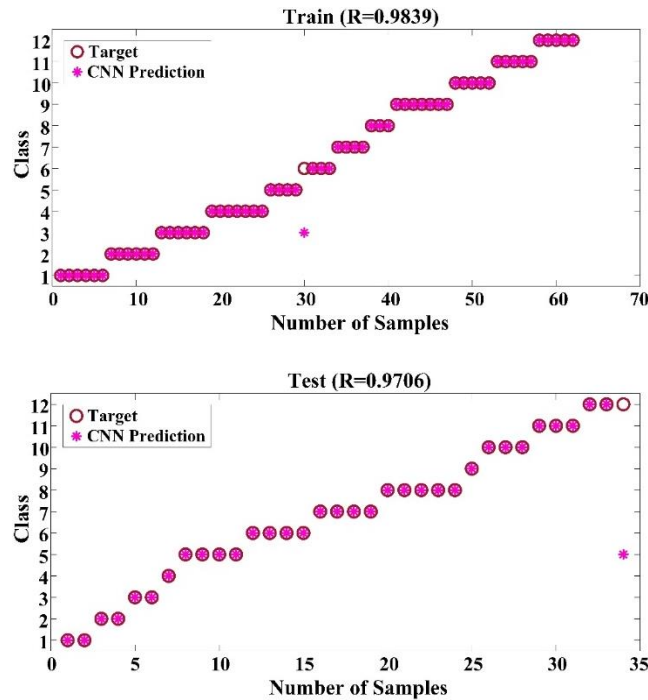 Train (R=0.9839)
Target
CNN Prediction
Class
12
11
10
9
8
7
6
5
4
3
2
1
0 10 20 30 40 50 60 70
Number of Samples
Test (R=0.9706)
Target
CNN Prediction
Class
12
11
10
9
8
7
6
5
4
3
2
1
0 5 10 15 20 25 30 35
Number of Samples